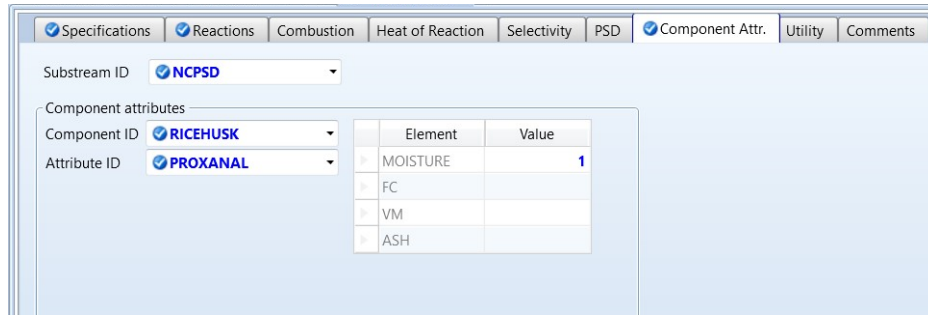 Specifications Reactions Combustion Heat of Reaction Selectivity PSD Component Attr. Utility Comments
Substream ID NCPSD
Component attributes
Component ID RICEHUSK
Attribute ID PROXANAL
Element Value
MOISTURE 1
FC
VM
ASH